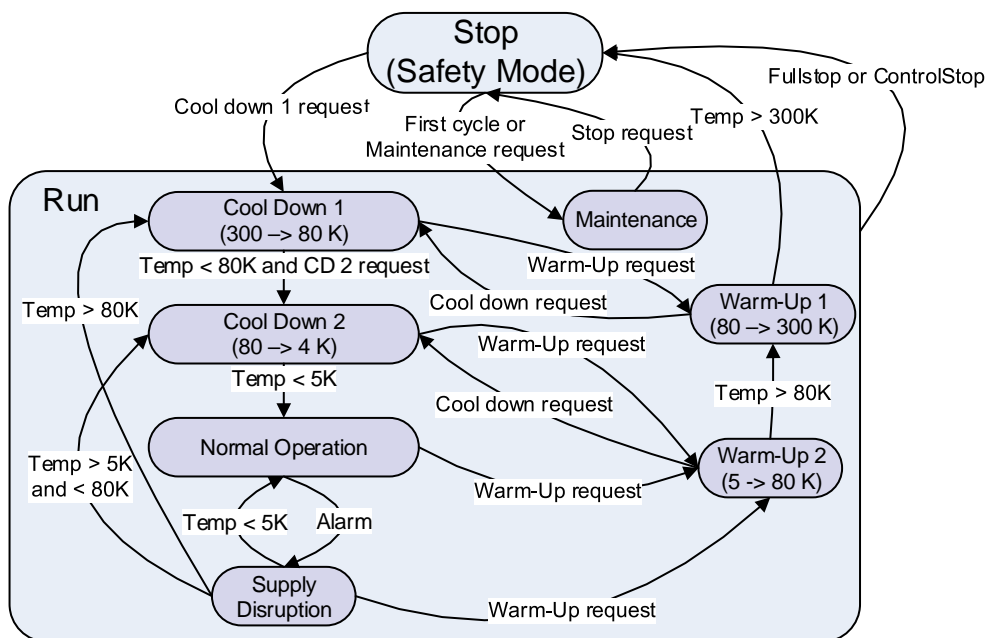 Stop
(Safety Mode)
Fullstop or ControlStop
Cool down 1 request
First cycle or
Maintenance request
Stop request
Temp > 300K
Run
Cool Down 1
(300 –> 80 K)
Maintenance
Temp < 80K and CD 2 request
Warm-Up request
Temp > 80K
Cool down request
Warm-Up 1
(80 –> 300 K)
Cool Down 2
(80 –> 4 K)
Warm-Up request
Temp < 5K
Temp > 80K
Cool down request
Normal Operation
Temp > 5K
and < 80K
Warm-Up 2
(5 -> 80 K)
Warm-Up request
Temp < 5K
Alarm
Supply
Disruption
Warm-Up request